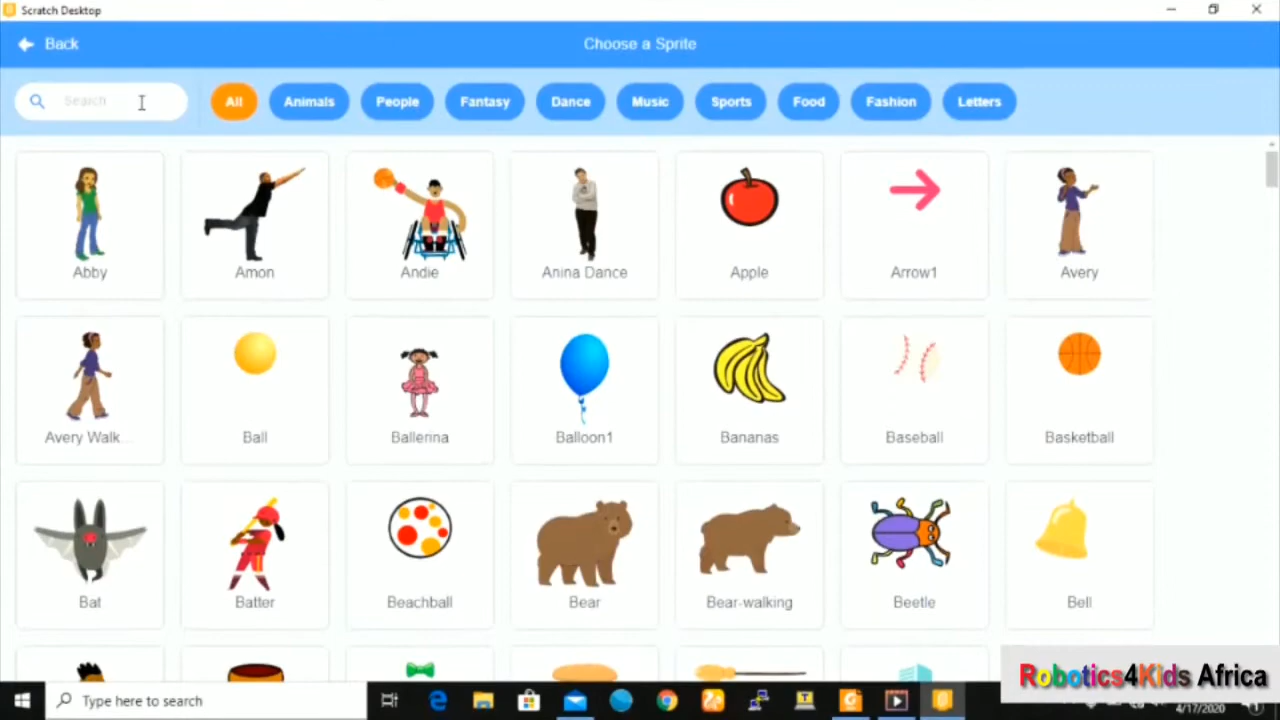 Scratch Desktop
Back
Choose a Sprite
Search
All
Animals
People
Fantasy
Dance
Music
Sports
Food
Fashion
Letters
Abby
Amon
Andie
Anina Dance
Apple
Arrow1
Avery
Avery Walk...
Ball
Ballerina
Balloon1
Bananas
Baseball
Basketball
Bat
Batter
Beachball
Bear
Bear-walking
Beetle
Bell
Robotics4Kids Africa
Type here to search
4/17/2020